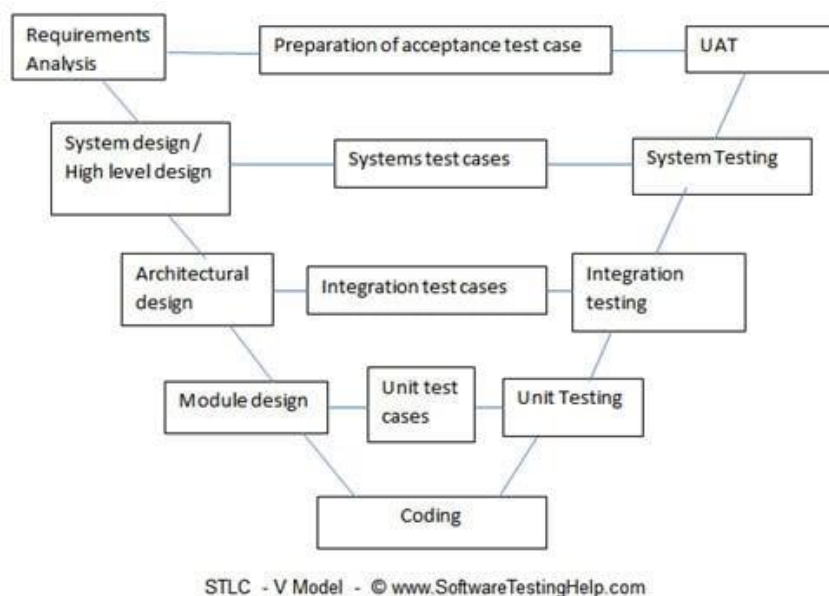 Requirements
Analysis
Preparation of acceptance test case
UAT
System design /
High level design
Systems test cases
System Testing
Architectural
design
Integration test cases
Integration
testing
Module design
Unit test
cases
Unit Testing
Coding
STLC - V Model - © www.SoftwareTestingHelp.com